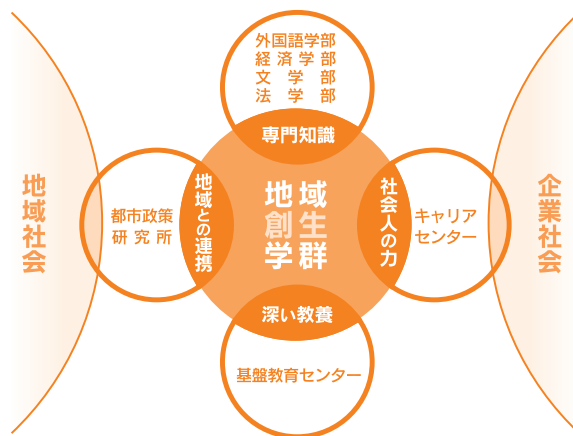 外国語学部
経済学部
文学部
法学部
専門知識
地域社会
都市政策
研究所
地域との連携
地域
創生
学群
社会人の力
キャリア
センター
企業社会
深い教養
基盤教育センター